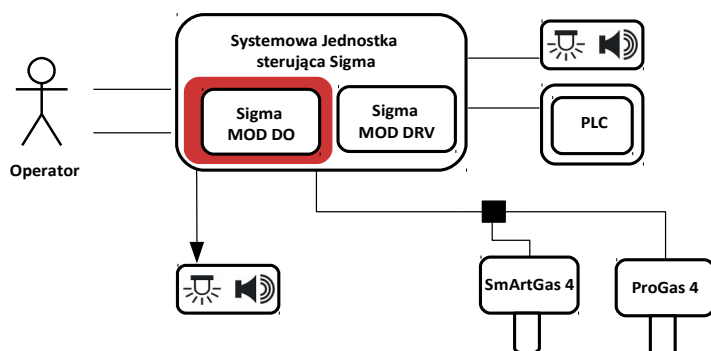 Systemowa Jednostka
sterująca Sigma
Sigma
MOD DO
Sigma
MOD DRV
PLC
Operator
SmArtGas 4
ProGas 4